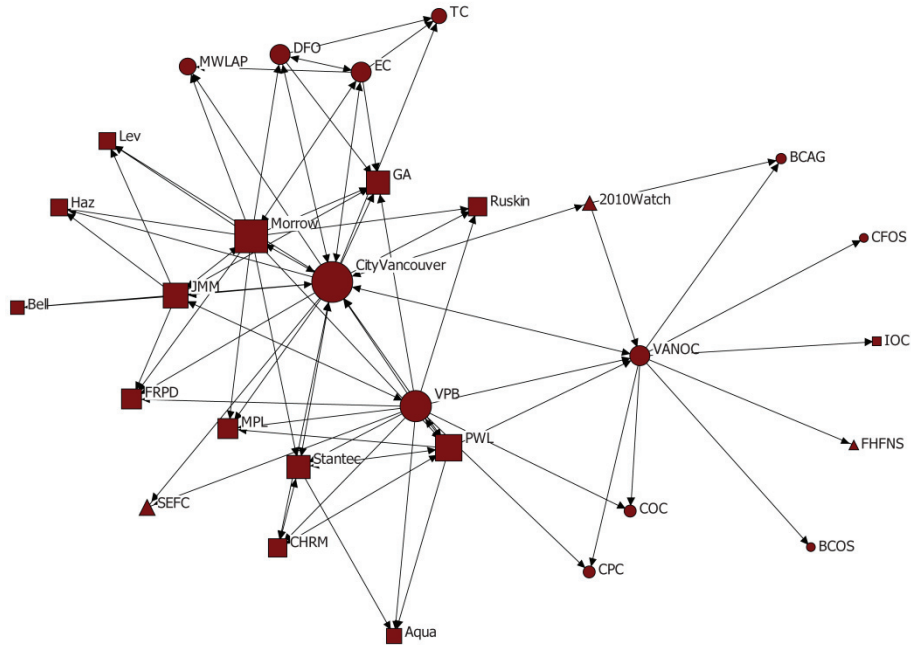 TC
DFO
MWLAP
EC
Lev
BCAG
GA
Haz
2010Watch
Ruskin
Morrow
CFOS
CityVancouver
JMM
Bell
IOC
VANOC
FRPD
VPB
MPL
PWL
FHFNS
Stantec
SEFC
COC
CHRM
BCOS
CPC
Aqua